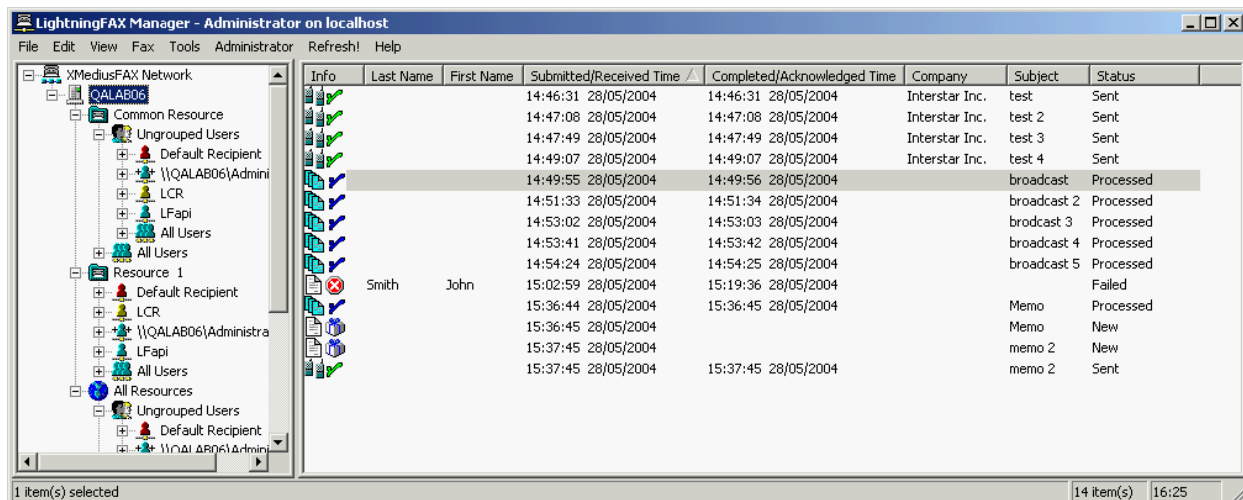 LightningFAX Manager - Administrator on localhost
File Edit View Fax Tools Administrator Refresh! Help
XMediusFAX Network
QALAB06
Common Resource
Ungrouped Users
Default Recipient
\\QALAB06\Admini
LCR
LFapi
All Users
All Users
Resource 1
Default Recipient
LCR
\\QALAB06\Administra
LFapi
All Users
All Resources
Ungrouped Users
Default Recipient
\\QALAB06\Admini
Info Last Name First Name Submitted/Received Time Completed/Acknowledged Time Company Subject Status
14:46:31 28/05/2004 14:46:31 28/05/2004 Interstar Inc. test Sent
14:47:08 28/05/2004 14:47:08 28/05/2004 Interstar Inc. test 2 Sent
14:47:49 28/05/2004 14:47:49 28/05/2004 Interstar Inc. test 3 Sent
14:49:07 28/05/2004 14:49:07 28/05/2004 Interstar Inc. test 4 Sent
14:49:55 28/05/2004 14:49:56 28/05/2004 broadcast Processed
14:51:33 28/05/2004 14:51:34 28/05/2004 broadcast 2 Processed
14:53:02 28/05/2004 14:53:03 28/05/2004 brodcast 3 Processed
14:53:41 28/05/2004 14:53:42 28/05/2004 broadcast 4 Processed
14:54:24 28/05/2004 14:54:25 28/05/2004 broadcast 5 Processed
Smith John 15:02:59 28/05/2004 15:19:36 28/05/2004 Failed
15:36:44 28/05/2004 15:36:45 28/05/2004 Memo Processed
15:36:45 28/05/2004 Memo New
15:37:45 28/05/2004 memo 2 New
15:37:45 28/05/2004 15:37:45 28/05/2004 memo 2 Sent
1 item(s) selected 14 item(s) 16:25